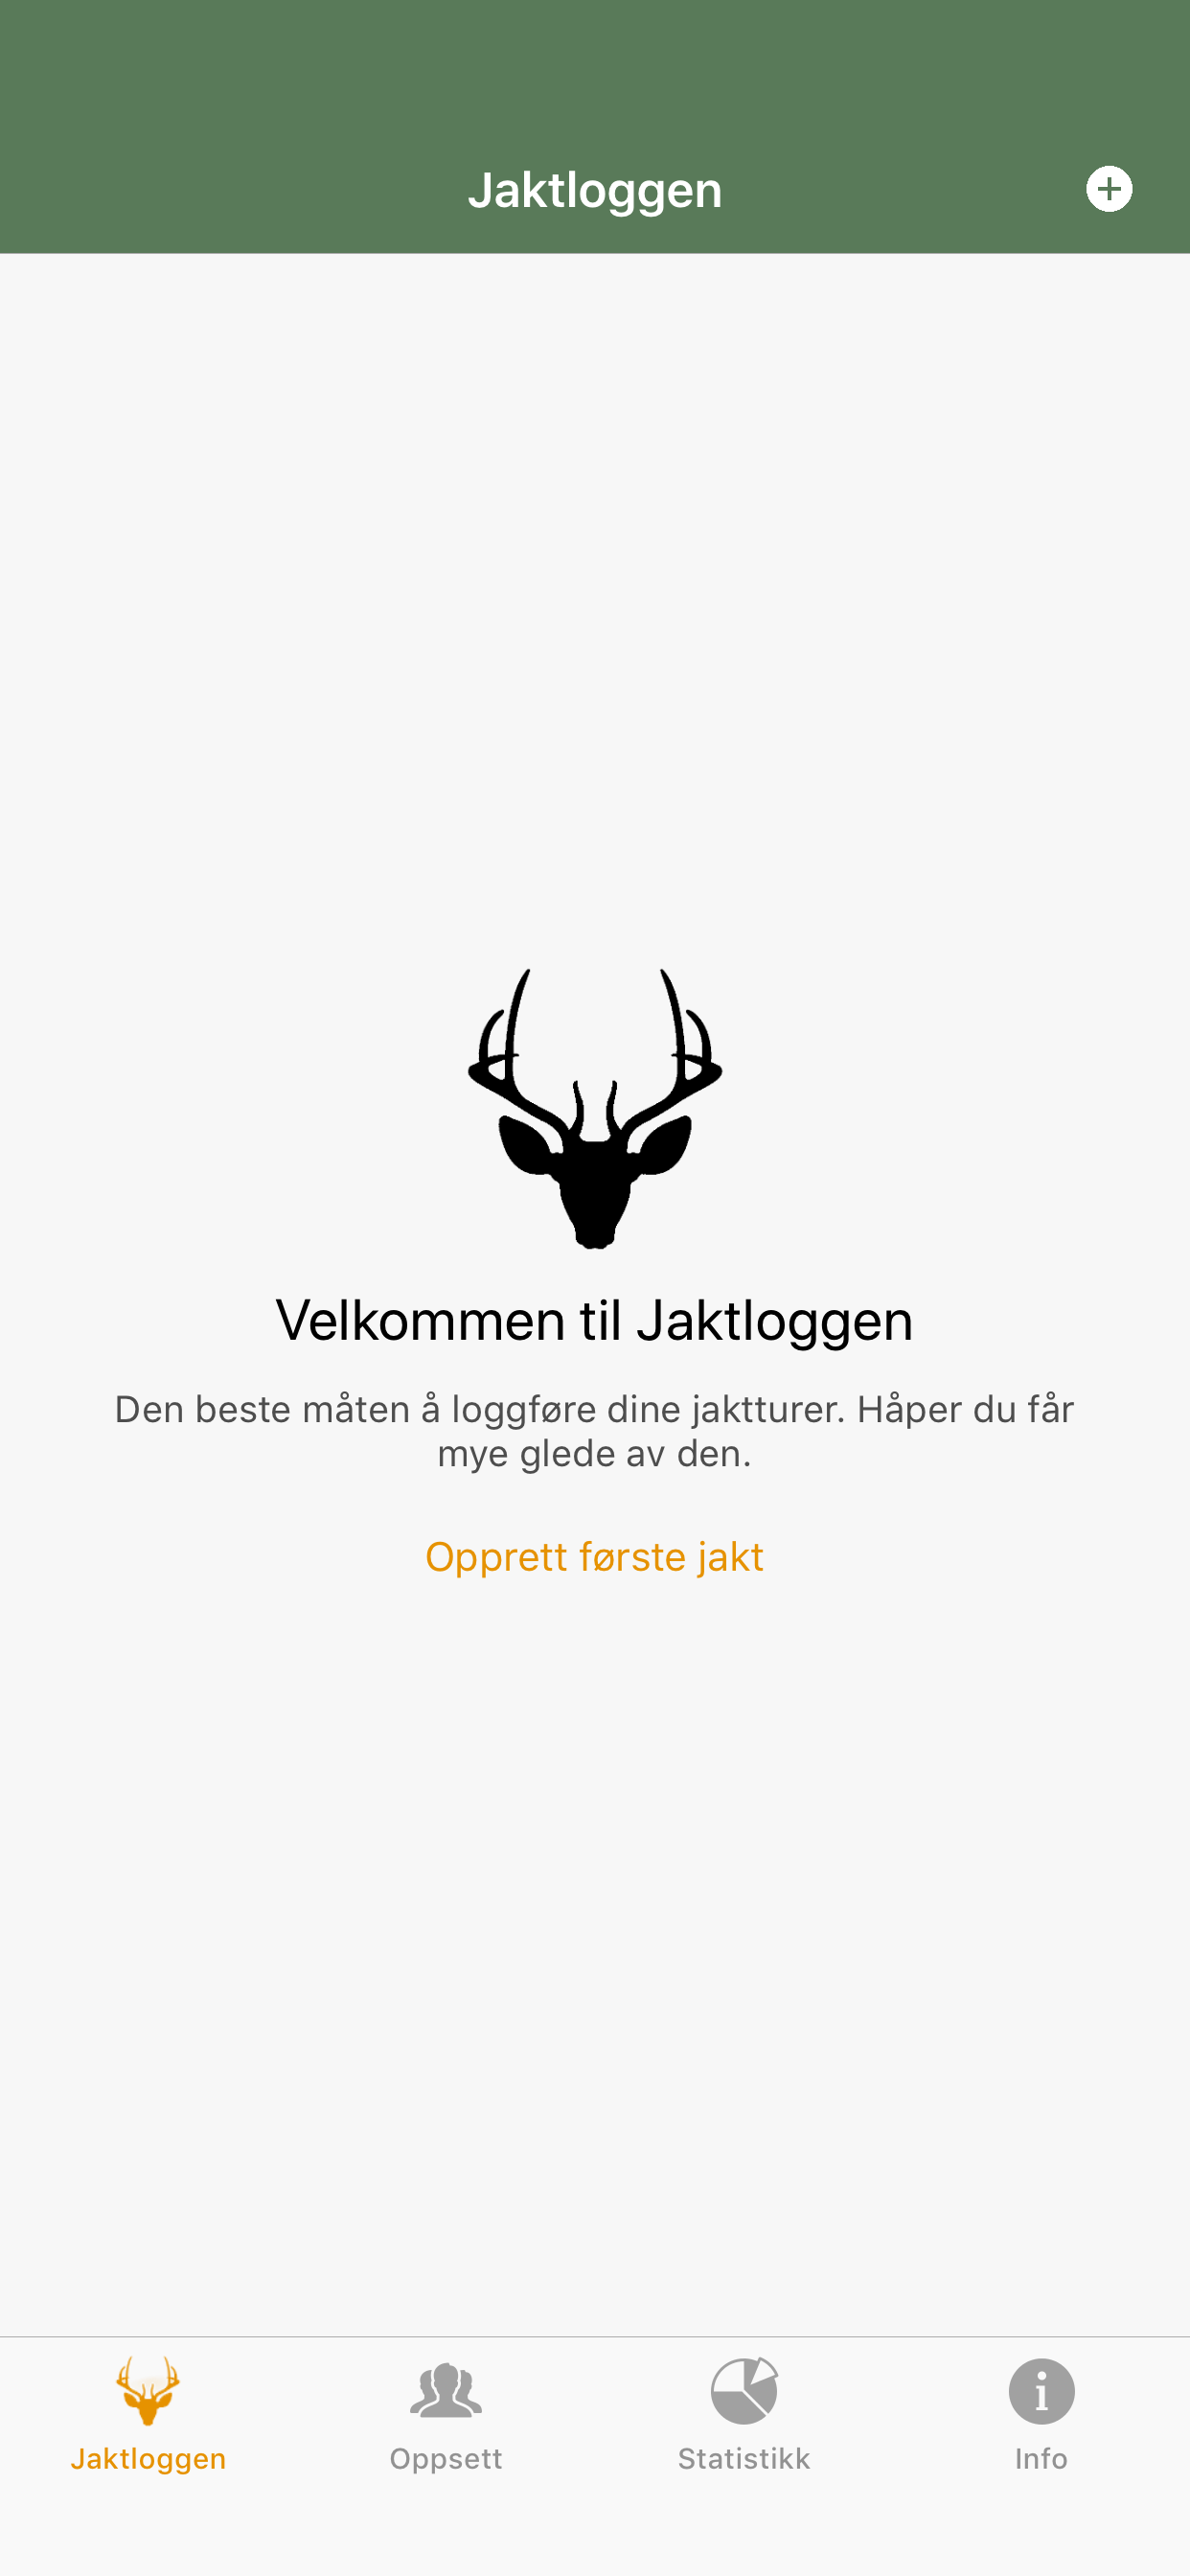 Jaktloggen
Velkommen til Jaktloggen
Den beste måten å loggføre dine jaktturer. Håper du får
mye glede av den.
Opprett første jakt
Jaktloggen
Oppsett
Statistikk
Info